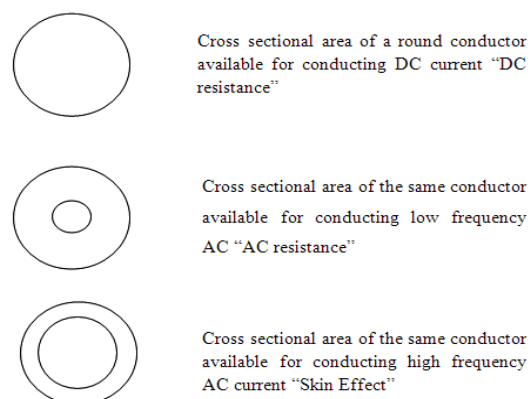 Cross sectional area of a round conductor
available for conducting DC current “DC
resistance”
Cross sectional area of the same conductor
available for conducting low frequency
AC “AC resistance”
Cross sectional area of the same conductor
available for conducting high frequency
AC current “Skin Effect”